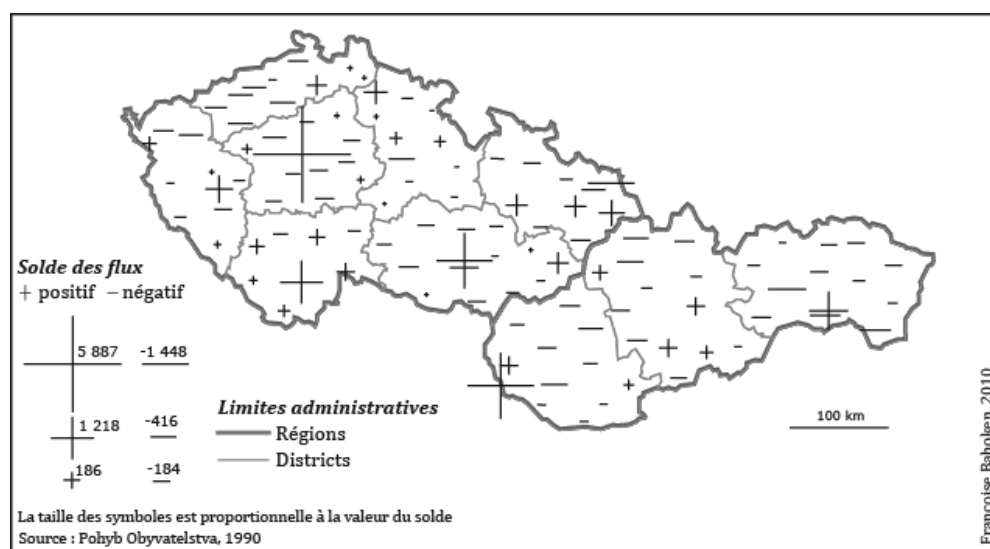 Solde des flux
+ positif − négatif
5 887 -1 448
1 218 -416
186 -184
Limites administratives
Régions
Districts
100 km
La taille des symboles est proportionnelle à la valeur du solde
Source : Pohyb Obyvatelstva, 1990
Françoise Bahoken, 2010